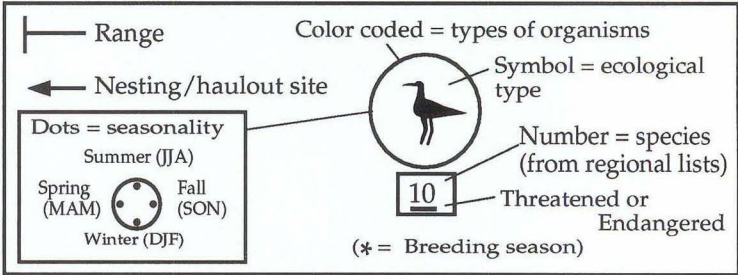 Range
Nesting/haulout site
Color coded = types of organisms
Symbol = ecological
type
Dots = seasonality
Summer (JJA)
Spring
(MAM)
Fall
(SON)
Winter (DJF)
Number = species
(from regional lists)
10
Threatened or
Endangered
(* = Breeding season)